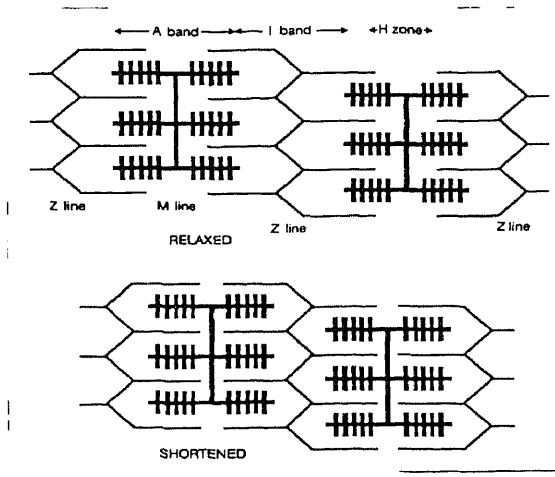 A band I band H zone
Z line M line Z line Z line
RELAXED
SHORTENED